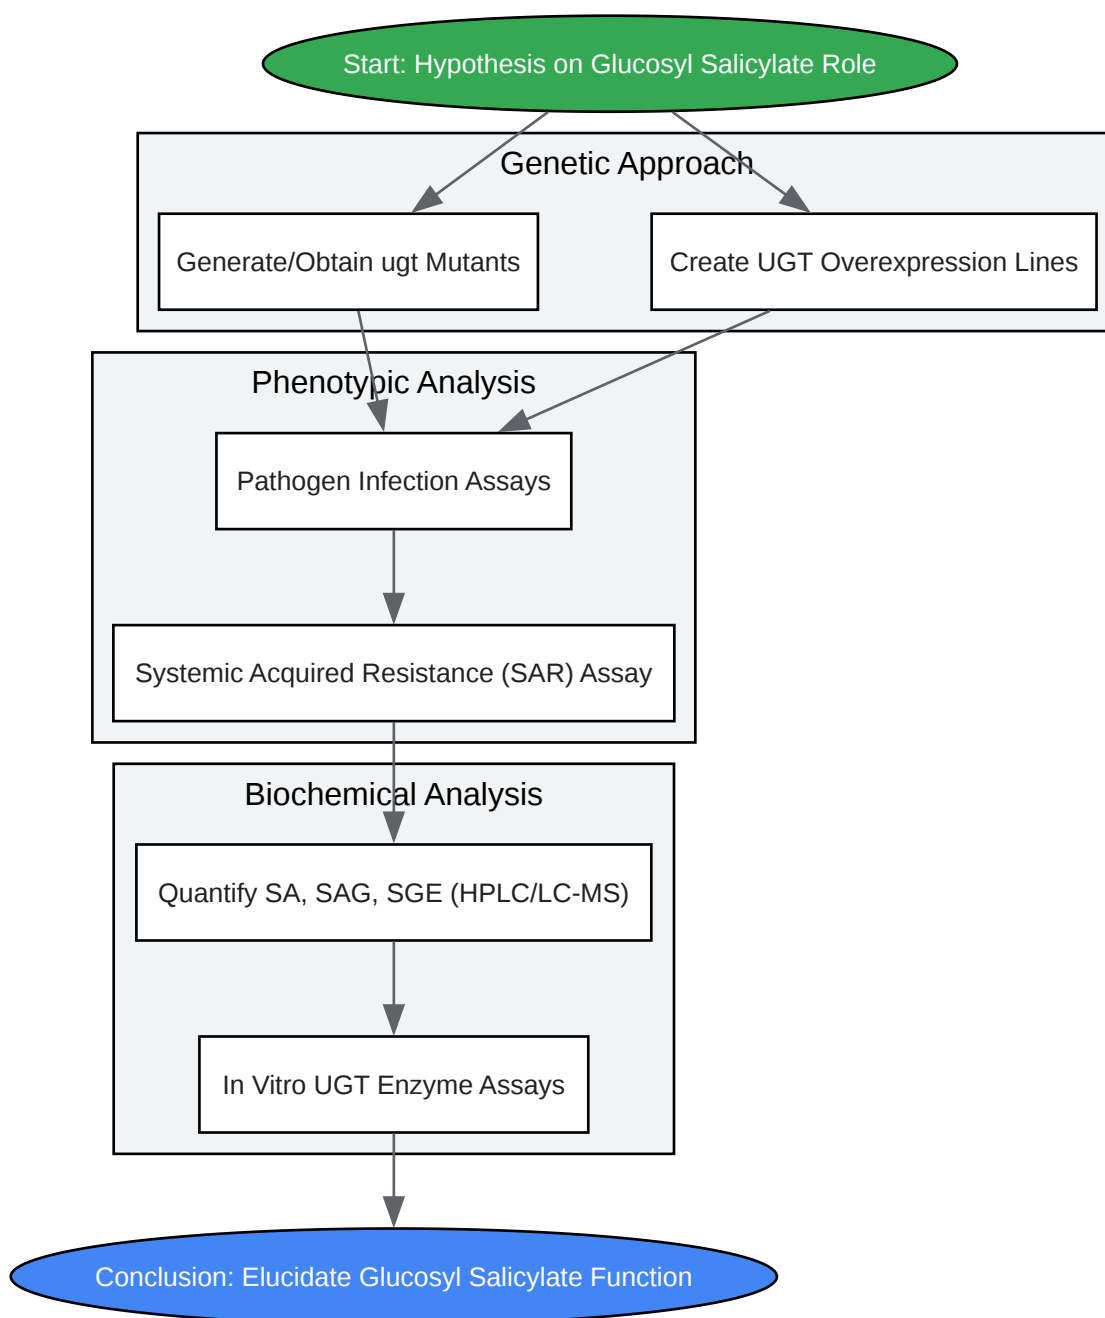 Start: Hypothesis on Glucosyl Salicylate Role
Genetic Approach
Generate/Obtain ugt Mutants
Create UGT Overexpression Lines
Phenotypic Analysis
Pathogen Infection Assays
Systemic Acquired Resistance (SAR) Assay
Biochemical Analysis
Quantify SA, SAG, SGE (HPLC/LC-MS)
In Vitro UGT Enzyme Assays
Conclusion: Elucidate Glucosyl Salicylate Function